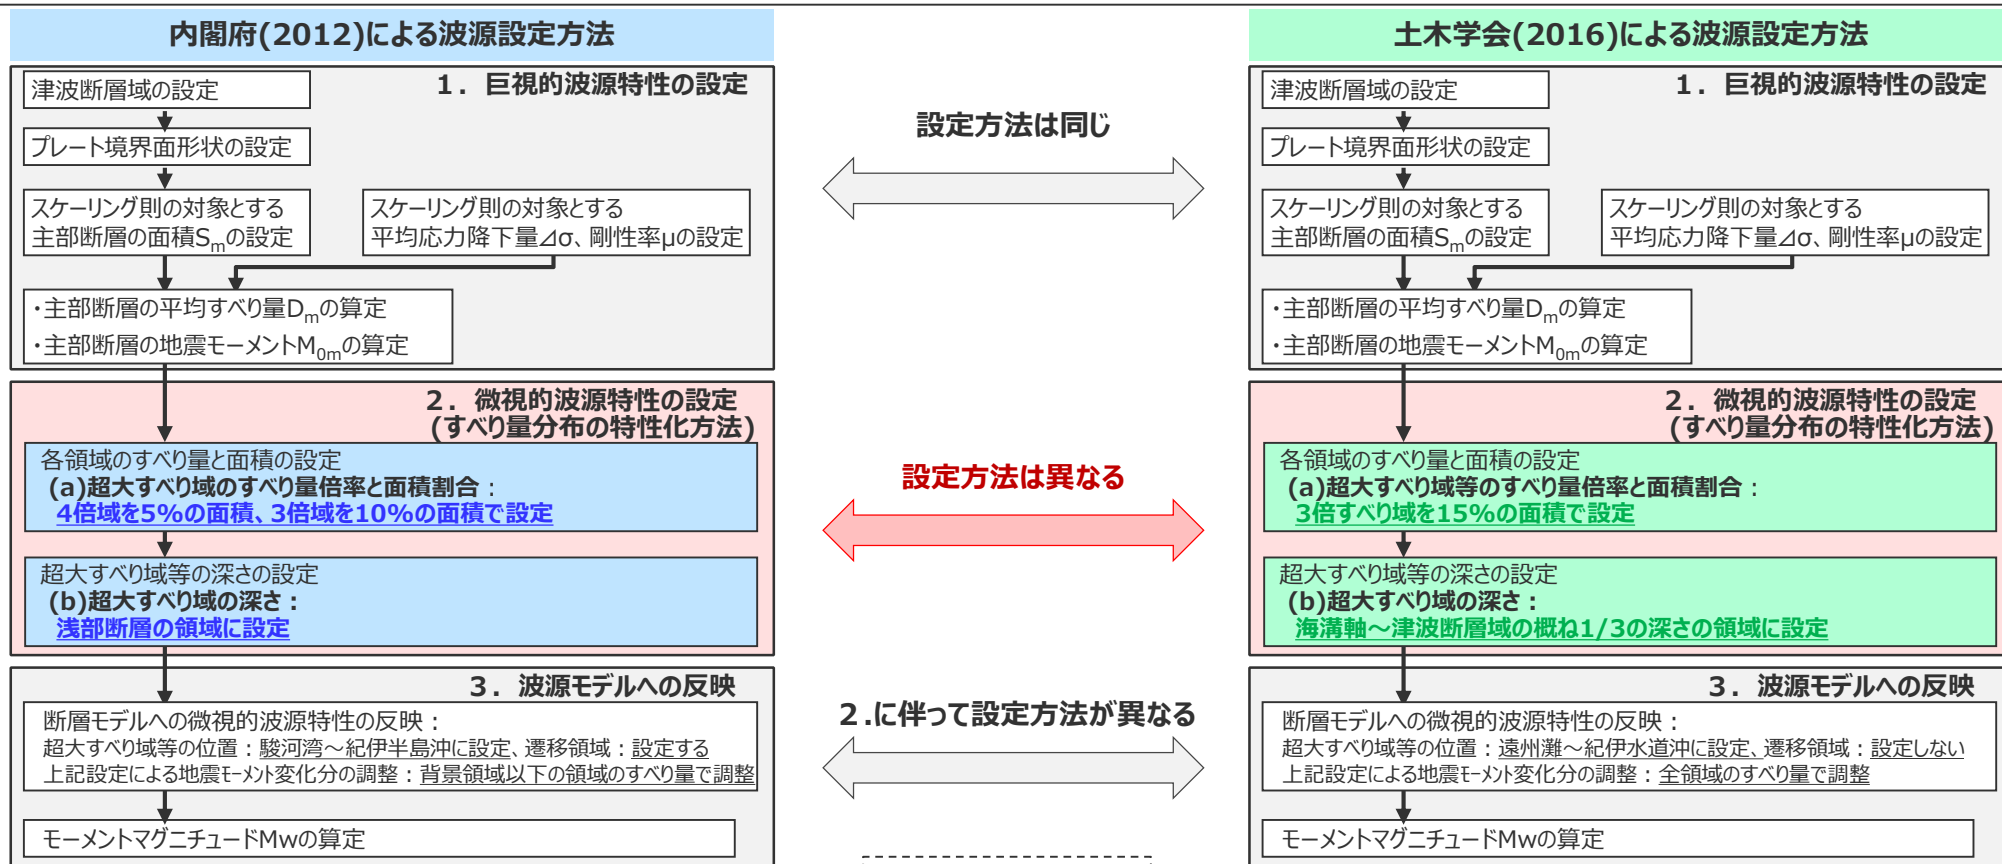 内閣府(2012)による波源設定方法
1．巨視的波源特性の設定
津波断層域の設定
プレート境界面形状の設定
スケーリング則の対象とする
主部断層の面積Smの設定
スケーリング則の対象とする
平均応力降下量⊿σ、剛性率μの設定
・主部断層の平均すべり量Dmの算定
・主部断層の地震モーメントM0mの算定
2．微視的波源特性の設定
(すべり量分布の特性化方法)
各領域のすべり量と面積の設定
(a)超大すべり域のすべり量倍率と面積割合：
4倍域を5%の面積、3倍域を10%の面積で設定
超大すべり域等の深さの設定
(b)超大すべり域の深さ：
浅部断層の領域に設定
3．波源モデルへの反映
断層モデルへの微視的波源特性の反映：
超大すべり域等の位置：駿河湾～紀伊半島沖に設定、遷移領域：設定する
上記設定による地震ﾓｰﾒﾝﾄ変化分の調整：背景領域以下の領域のすべり量で調整
モーメントマグニチュードMwの算定
設定方法は同じ
設定方法は異なる
2.に伴って設定方法が異なる
土木学会(2016)による波源設定方法
1．巨視的波源特性の設定
津波断層域の設定
プレート境界面形状の設定
スケーリング則の対象とする
主部断層の面積Smの設定
スケーリング則の対象とする
平均応力降下量⊿σ、剛性率μの設定
・主部断層の平均すべり量Dmの算定
・主部断層の地震モーメントM0mの算定
2．微視的波源特性の設定
(すべり量分布の特性化方法)
各領域のすべり量と面積の設定
(a)超大すべり域等のすべり量倍率と面積割合：
3倍すべり域を15%の面積で設定
超大すべり域等の深さの設定
(b)超大すべり域の深さ：
海溝軸～津波断層域の概ね1/3の深さの領域に設定
3．波源モデルへの反映
断層モデルへの微視的波源特性の反映：
超大すべり域等の位置：遠州灘～紀伊水道沖に設定、遷移領域：設定しない
上記設定による地震ﾓｰﾒﾝﾄ変化分の調整：全領域のすべり量で調整
モーメントマグニチュードMwの算定